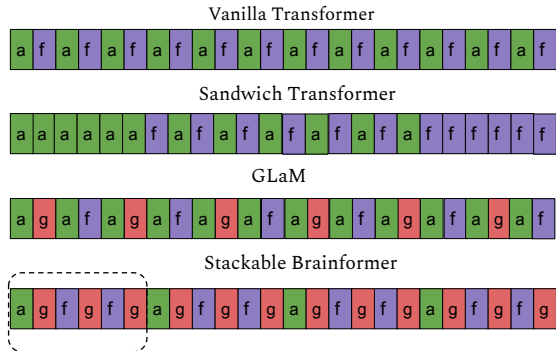 Vanilla Transformer
a f a f a f a f a f a f a f a f a f a f a f a f
Sandwich Transformer
a a a a a a f a f a f a f a f a f a f f f f f f
GLaM
a g a f a g a f a g a f a g a f a g a f a g a f
Stackable Brainformer
a g f g f g a g f g f g a g f g f g a g f g f g